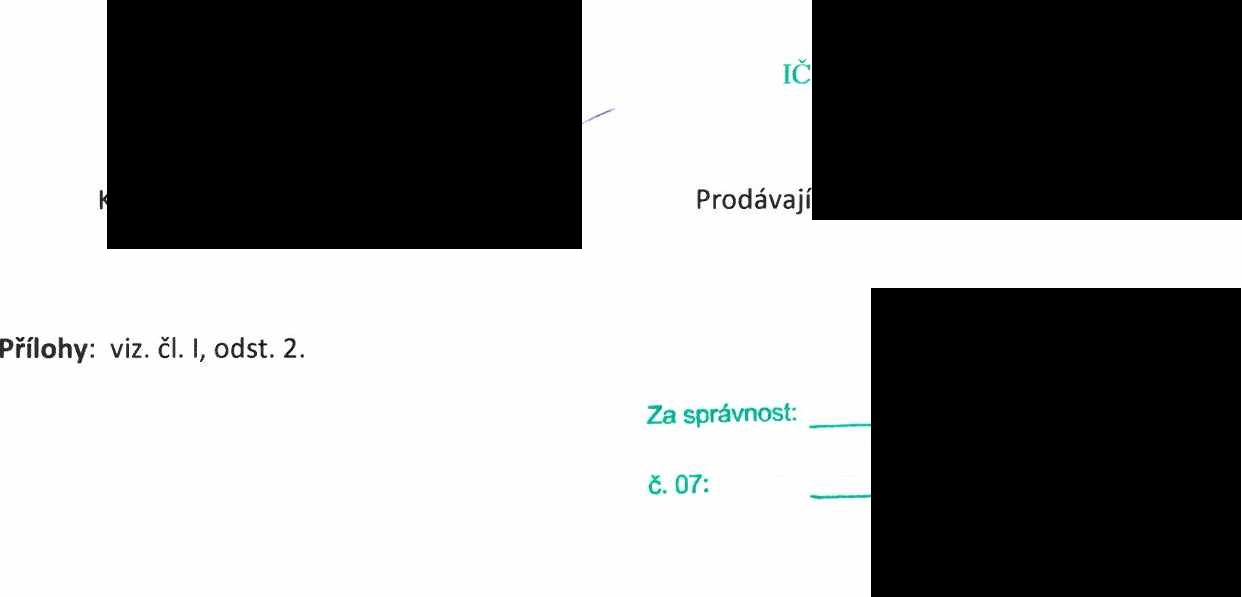 IČ
K
Prodávají
Přílohy: viz. čl. I, odst. 2.
Za správnost:
č. 07: